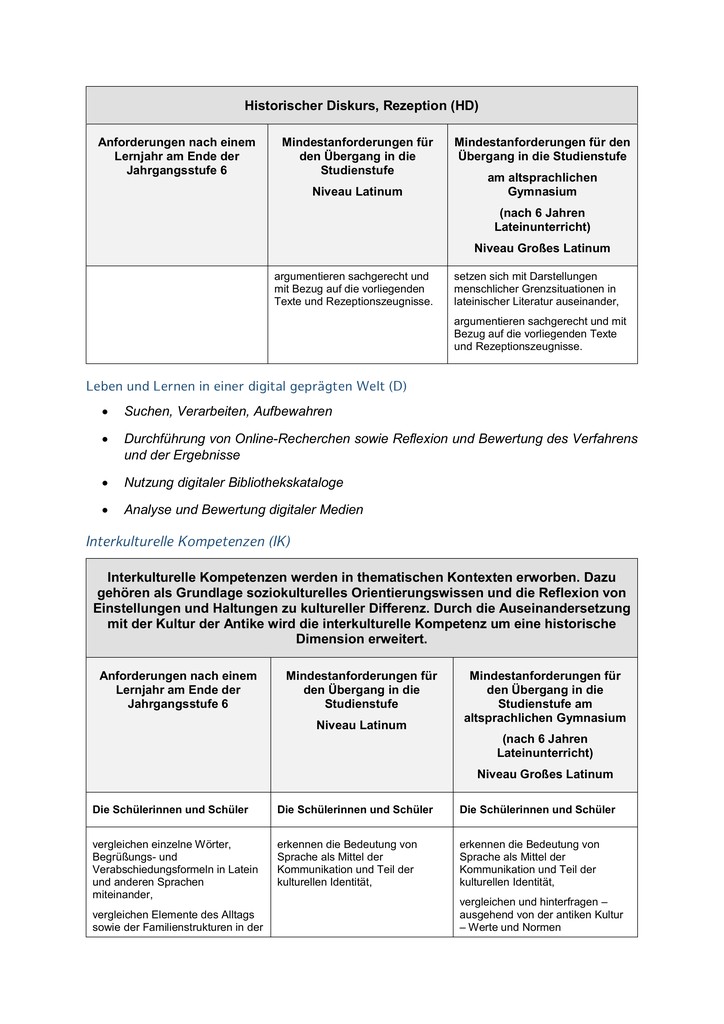 Historischer Diskurs, Rezeption (HD)
Anforderungen nach einem
Lernjahr am Ende der
Jahrgangsstufe 6
Mindestanforderungen für
den Übergang in die
Studienstufe
Niveau Latinum
Mindestanforderungen für den
Übergang in die Studienstufe
am altsprachlichen
Gymnasium
(nach 6 Jahren
Lateinunterricht)
Niveau Großes Latinum
argumentieren sachgerecht und
mit Bezug auf die vorliegenden
Texte und Rezeptionszeugnisse.
setzen sich mit Darstellungen
menschlicher Grenzsituationen in
lateinischer Literatur auseinander,
argumentieren sachgerecht und mit
Bezug auf die vorliegenden Texte
und Rezeptionszeugnisse.
Leben und Lernen in einer digital geprägten Welt (D)
• Suchen, Verarbeiten, Aufbewahren
• Durchführung von Online-Recherchen sowie Reflexion und Bewertung des Verfahrens
und der Ergebnisse
• Nutzung digitaler Bibliothekskataloge
• Analyse und Bewertung digitaler Medien
Interkulturelle Kompetenzen (IK)
Interkulturelle Kompetenzen werden in thematischen Kontexten erworben. Dazu
gehören als Grundlage soziokulturelles Orientierungswissen und die Reflexion von
Einstellungen und Haltungen zu kultureller Differenz. Durch die Auseinandersetzung
mit der Kultur der Antike wird die interkulturelle Kompetenz um eine historische
Dimension erweitert.
Anforderungen nach einem
Lernjahr am Ende der
Jahrgangsstufe 6
Mindestanforderungen für
den Übergang in die
Studienstufe
Niveau Latinum
Mindestanforderungen für
den Übergang in die
Studienstufe am
altsprachlichen Gymnasium
(nach 6 Jahren
Lateinunterricht)
Niveau Großes Latinum
Die Schülerinnen und Schüler
Die Schülerinnen und Schüler
Die Schülerinnen und Schüler
vergleichen einzelne Wörter,
Begrüßungs- und
Verabschiedungsformeln in Latein
und anderen Sprachen
miteinander,
vergleichen Elemente des Alltags
sowie der Familienstrukturen in der
erkennen die Bedeutung von
Sprache als Mittel der
Kommunikation und Teil der
kulturellen Identität,
erkennen die Bedeutung von
Sprache als Mittel der
Kommunikation und Teil der
kulturellen Identität,
vergleichen und hinterfragen –
ausgehend von der antiken Kultur
– Werte und Normen